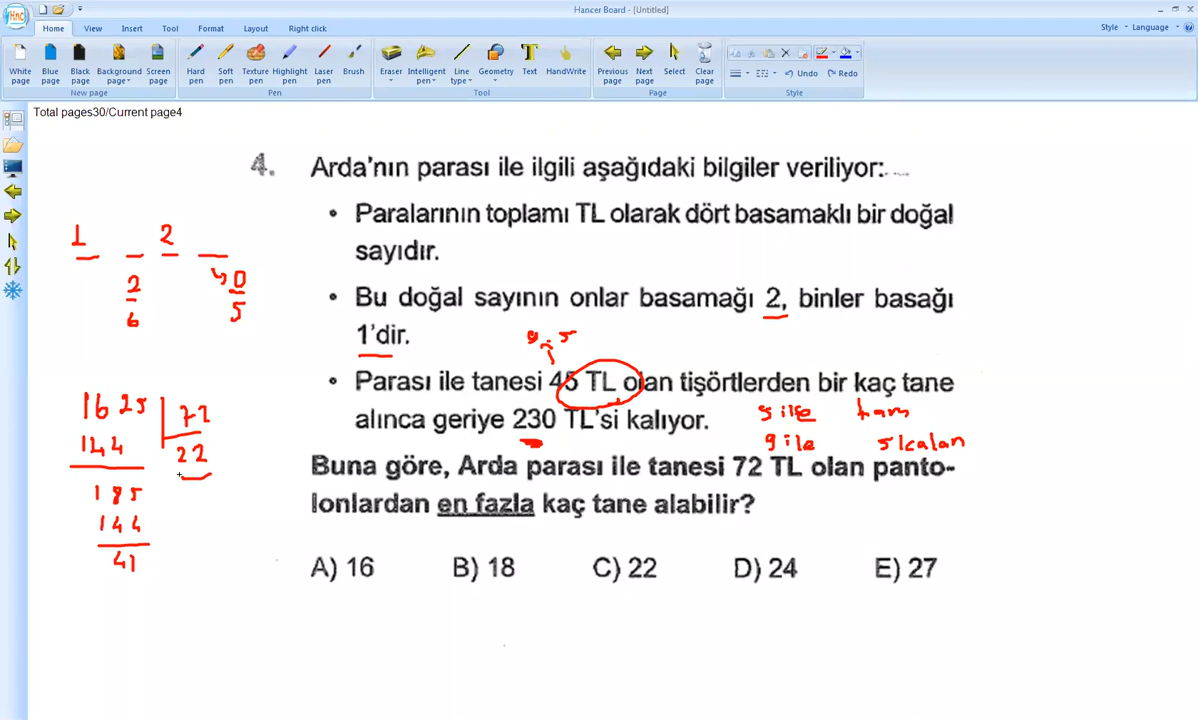 Hancer Board - [Untitled]
Home View Insert Tool Format Layout Right click
Style Language
White page Blue page Black page Background page Screen page
Hard pen Soft pen Texture pen Highlight pen Laser pen Brush
Eraser Intelligent pen Line type Geometry Text HandWrite
Previous page Next page Select Clear page
Undo Redo
New page Pen Tool Page Style
Total pages30/Current page4
4. Arda'nın parası ile ilgili aşağıdaki bilgiler veriliyor:
• Paralarının toplamı TL olarak dört basamaklı bir doğal
sayıdır.
• Bu doğal sayının onlar basamağı 2, binler basağı
1'dir.
• Parası ile tanesi 45 TL olan tişörtlerden bir kaç tane
alınca geriye 230 TL'si kalıyor.
Buna göre, Arda parası ile tanesi 72 TL olan panto-
lonlardan en fazla kaç tane alabilir?
A) 16 B) 18 C) 22 D) 24 E) 27
1 _ 2 _
2 0
6 5
9.5
5 ile tam
9 ile 5 kalan
1625 72
144 22
185
144
41